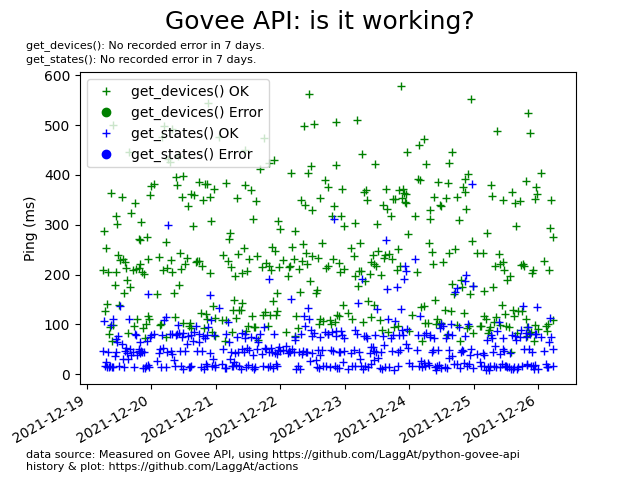 Govee API: is it working?
get_devices(): No recorded error in 7 days.
get_states(): No recorded error in 7 days.
600
500
400
300
200
100
0
Ping (ms)
get_devices() OK
get_devices() Error
get_states() OK
get_states() Error
2021-12-19
2021-12-20
2021-12-21
2021-12-22
2021-12-23
2021-12-24
2021-12-25
2021-12-26
data source: Measured on Govee API, using https://github.com/LaggAt/python-govee-api
history & plot: https://github.com/LaggAt/actions